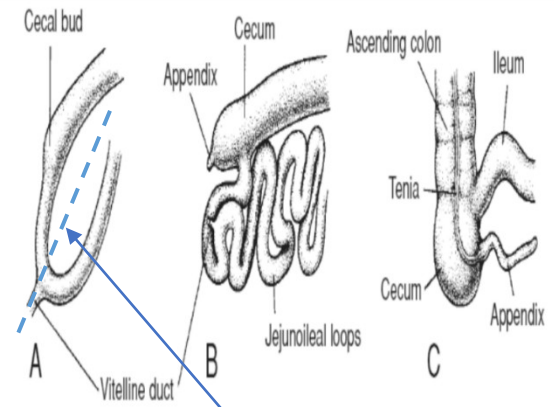 Cecal bud
Cecum
Appendix
Ascending colon
Ileum
Tenia
Cecum
Appendix
Jejunoileal loops
Vitelline duct
A
B
C